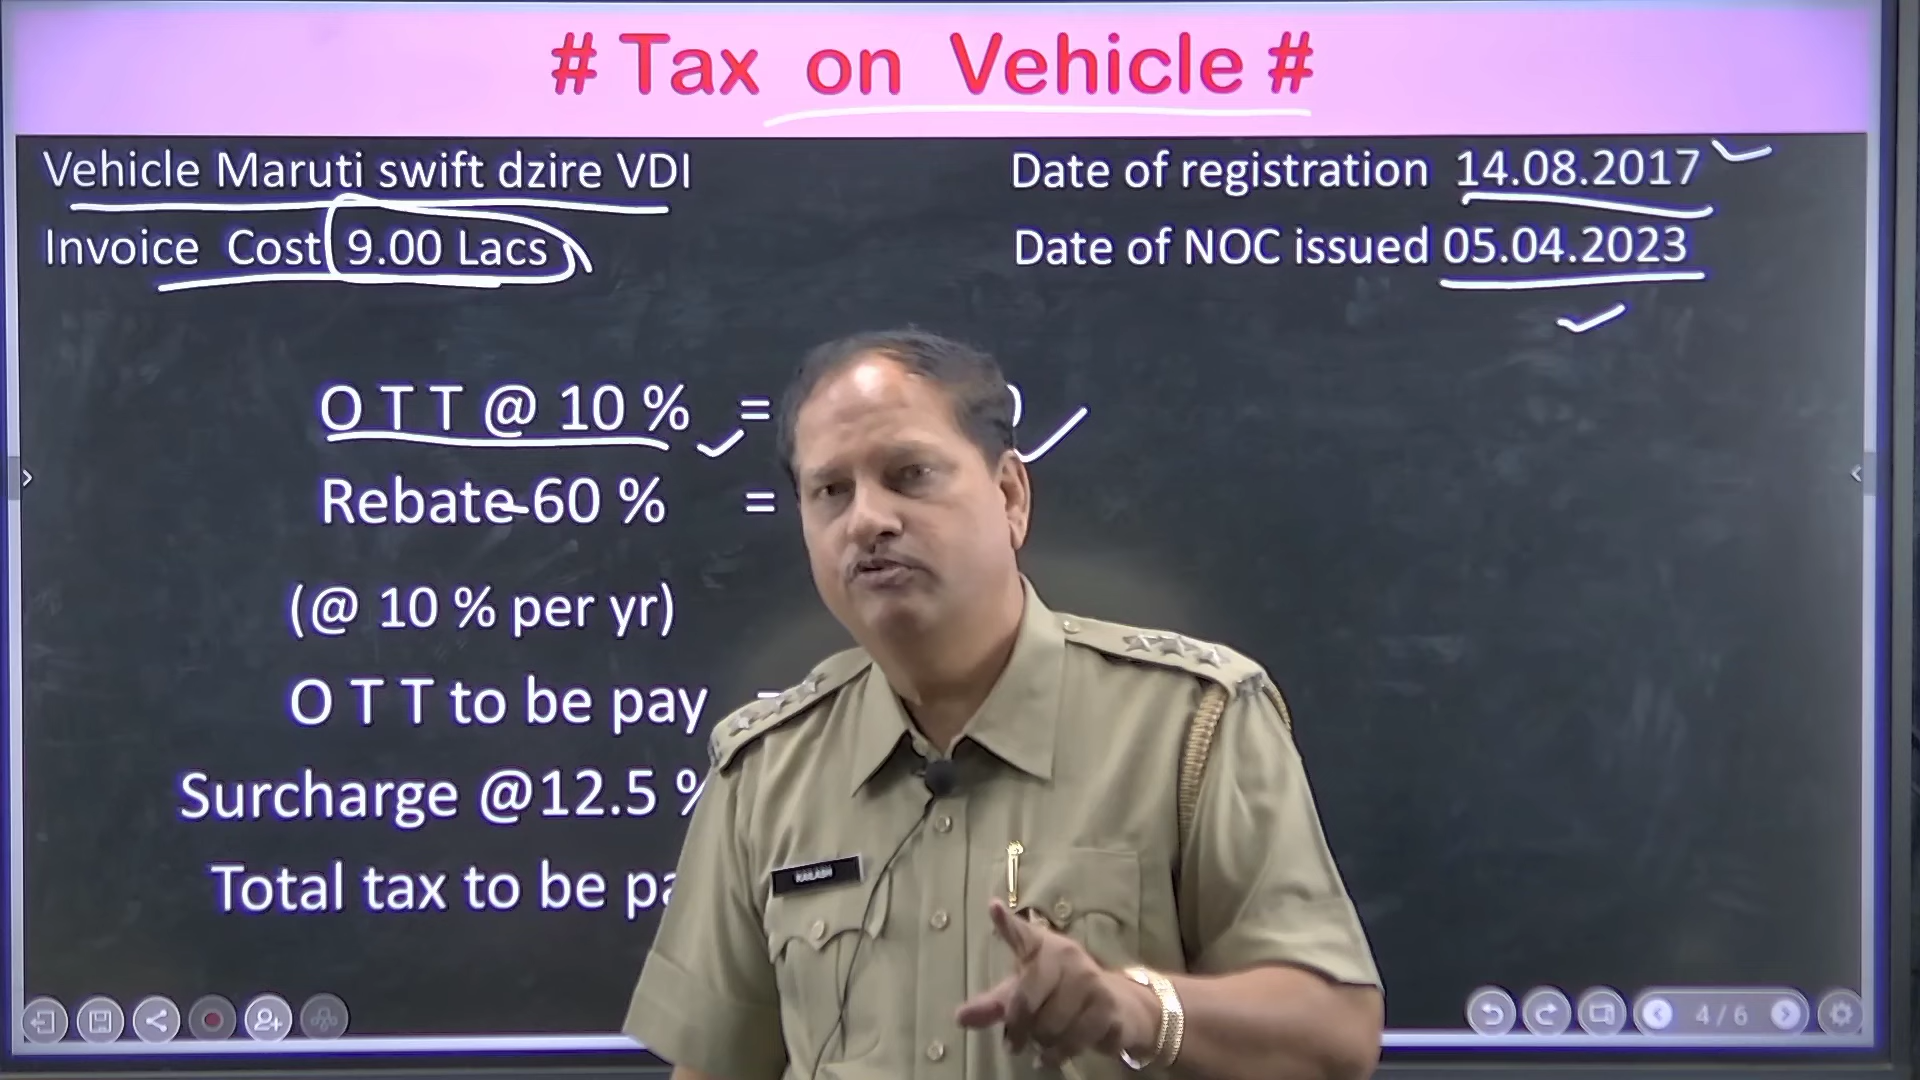 # Tax on Vehicle #
Vehicle Maruti swift dzire VDI
Date of registration 14.08.2017
Invoice Cost 9.00 Lacs
Date of NOC issued 05.04.2023
O T T @ 10 % =
Rebate-60 % =
(@ 10 % per yr)
O T T to be pay
Surcharge @12.5 %
Total tax to be
KAILASH
4 / 6